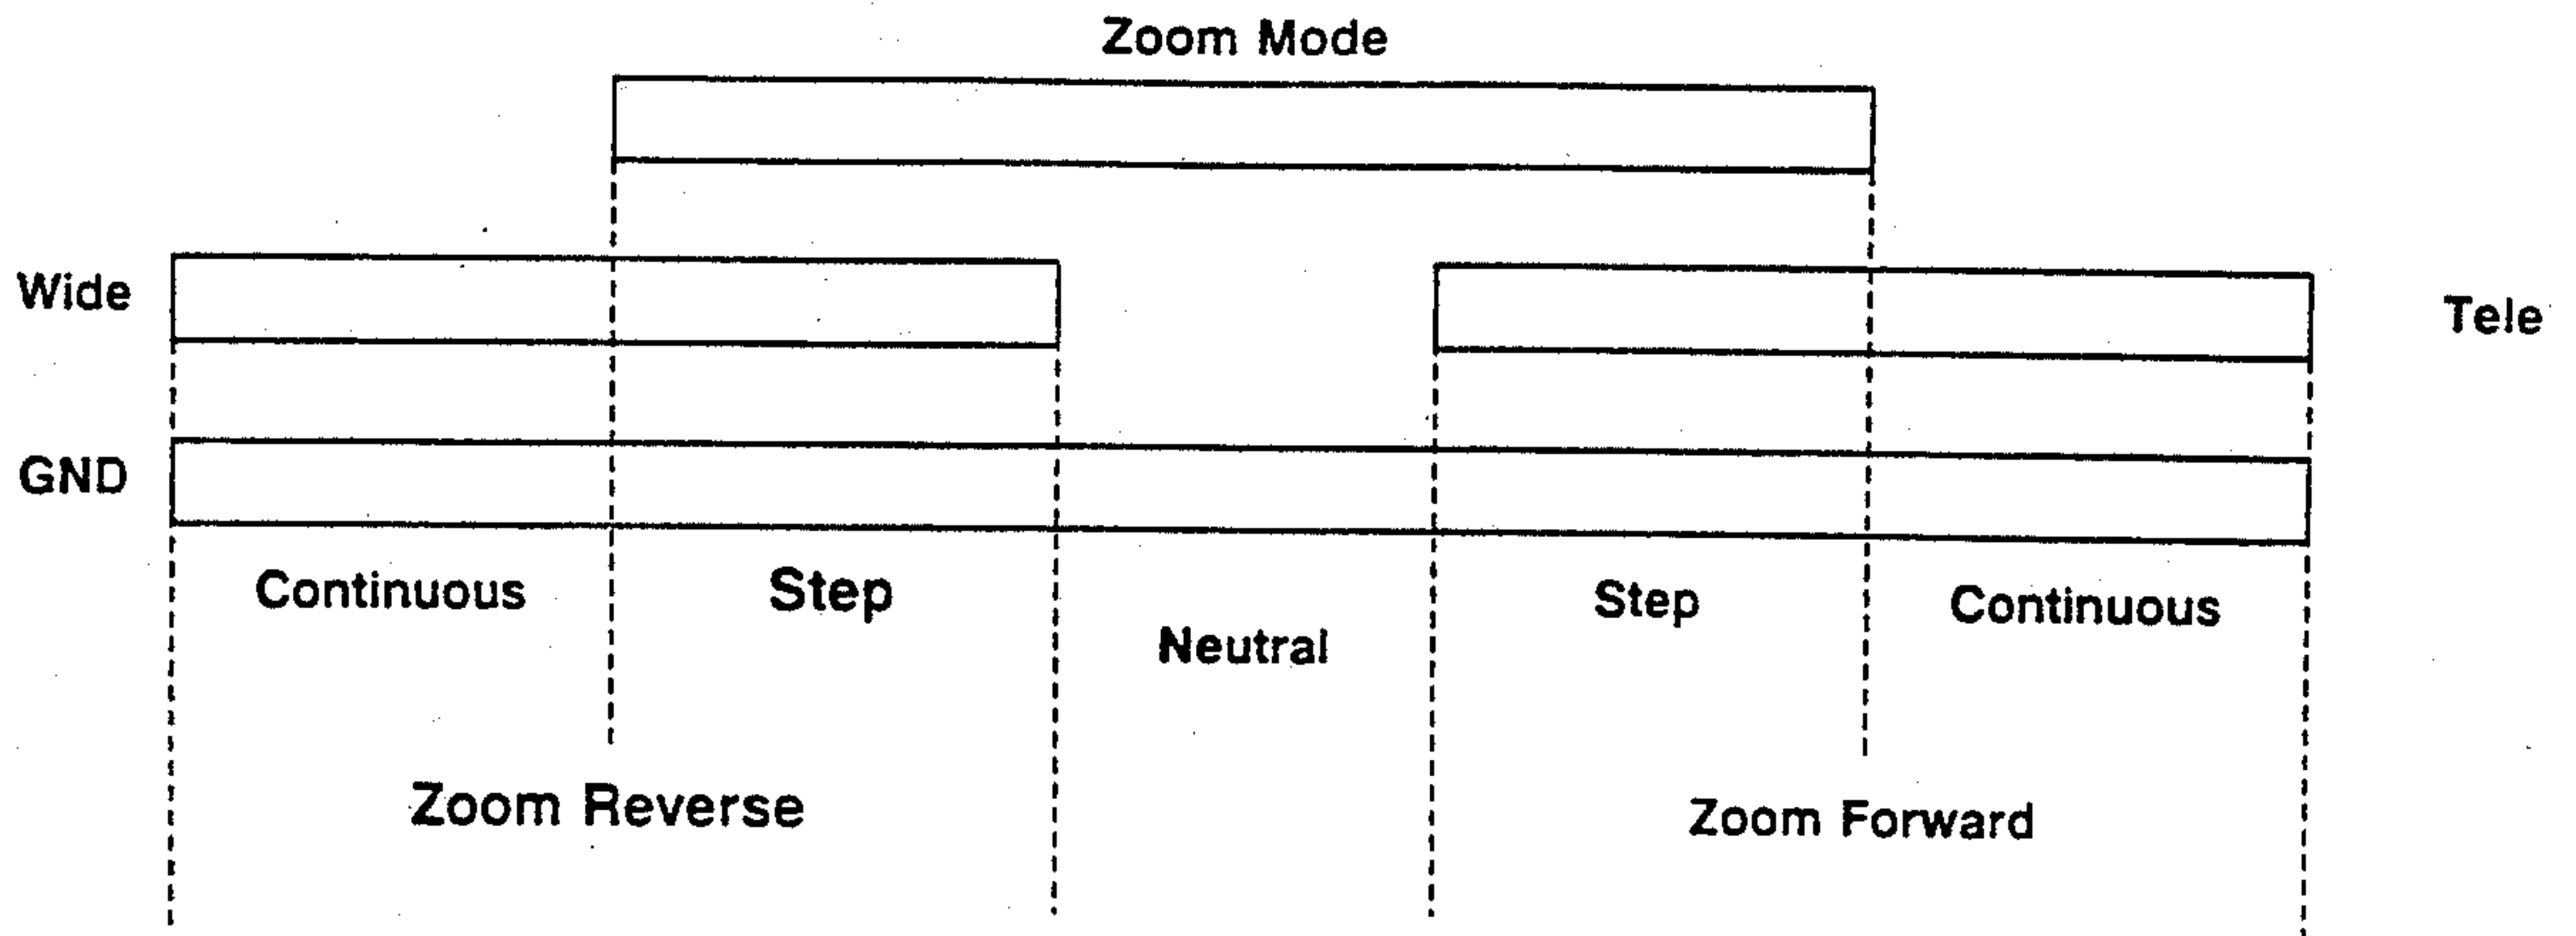 Zoom Mode
Wide
Tele
GND
Continuous
Step
Neutral
Step
Continuous
Zoom Reverse
Zoom Forward